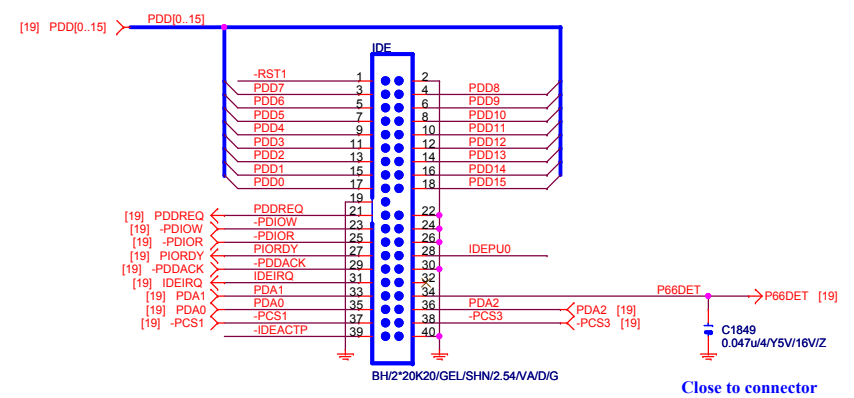 PDD[0..15]
[19] PDD[0..15]
IDE
-RST1 1 2
PDD7 3 4 PDD8
PDD6 5 6 PDD9
PDD5 7 8 PDD10
PDD4 9 10 PDD11
PDD3 11 12 PDD12
PDD2 13 14 PDD13
PDD1 15 16 PDD14
PDD0 17 18 PDD15
19
[19] PDDREQ PDDREQ 21 22
[19] -PDIOW -PDIOW 23 24
[19] -PDIOR -PDIOR 25 26
[19] PIORDY PIORDY 27 28 IDEPU0
[19] -PDDACK -PDDACK 29 30
[19] IDEIRQ IDEIRQ 31 32
[19] PDA1 PDA1 33 34 P66DET P66DET [19]
[19] PDA0 PDA0 35 36 PDA2 PDA2 [19]
[19] -PCS1 -PCS1 37 38 -PCS3 -PCS3 [19]
-IDEACTP 39 40
C1849
0.047u/4/Y5V/16V/Z
BH/2*20K20/GEL/SHN/2.54/VA/D/G
Close to connector